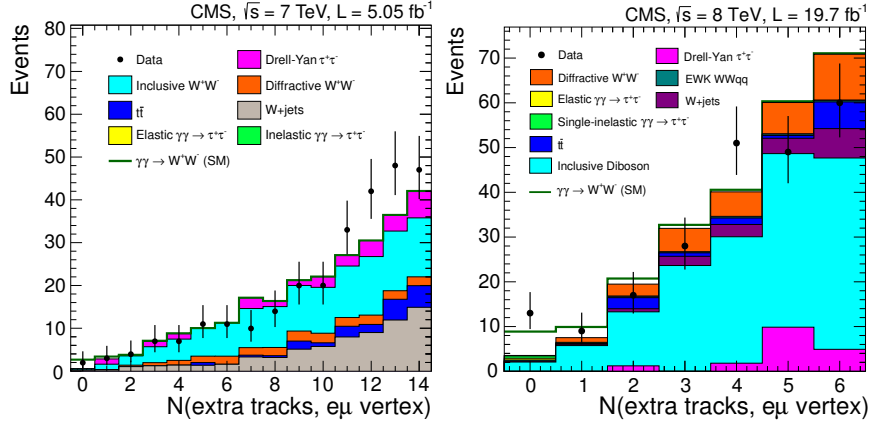 CMS, √s = 7 TeV, L = 5.05 fb⁻¹
Events
80
70
60
50
40
30
20
10
0
Data
Drell-Yan τ⁺τ⁻
Inclusive W⁺W⁻
Diffractive W⁺W⁻
tt̄
W+jets
Elastic γγ → τ⁺τ⁻
Inelastic γγ → τ⁺τ⁻
γγ → W⁺W⁻ (SM)
0 2 4 6 8 10 12 14
N(extra tracks, eμ vertex)
CMS, √s = 8 TeV, L = 19.7 fb⁻¹
Events
70
60
50
40
30
20
10
0
Data
Drell-Yan τ⁺τ⁻
Diffractive W⁺W⁻
EWK WWqq
Elastic γγ → τ⁺τ⁻
W+jets
Single-inelastic γγ → τ⁺τ⁻
tt̄
Inclusive Diboson
γγ → W⁺W⁻ (SM)
0 1 2 3 4 5 6
N(extra tracks, eμ vertex)